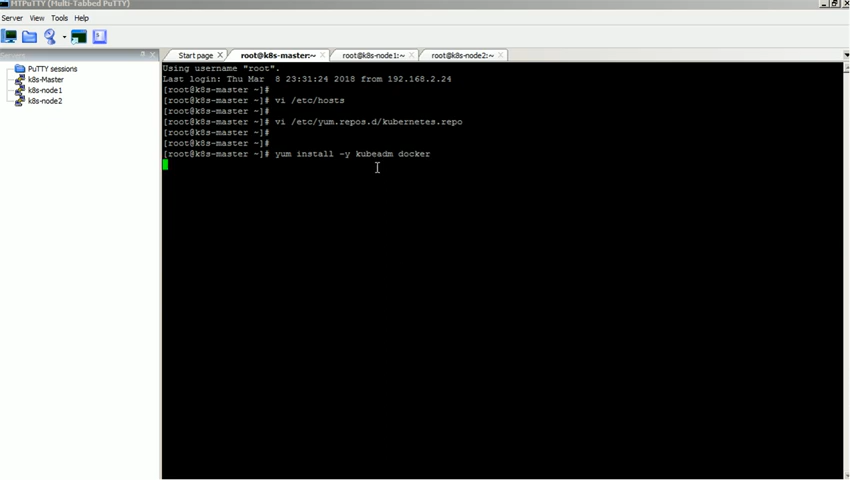 MTPuTTY (Multi-Tabbed PuTTY)
Server View Tools Help
Start page root@k8s-master:~ root@k8s-node1:~ root@k8s-node2:~
PuTTY sessions
k8s-Master
k8s-node1
k8s-node2
Using username "root".
Last login: Thu Mar 8 23:31:24 2018 from 192.168.2.24
[root@k8s-master ~]#
[root@k8s-master ~]# vi /etc/hosts
[root@k8s-master ~]#
[root@k8s-master ~]# vi /etc/yum.repos.d/kubernetes.repo
[root@k8s-master ~]#
[root@k8s-master ~]#
[root@k8s-master ~]# yum install -y kubeadm docker